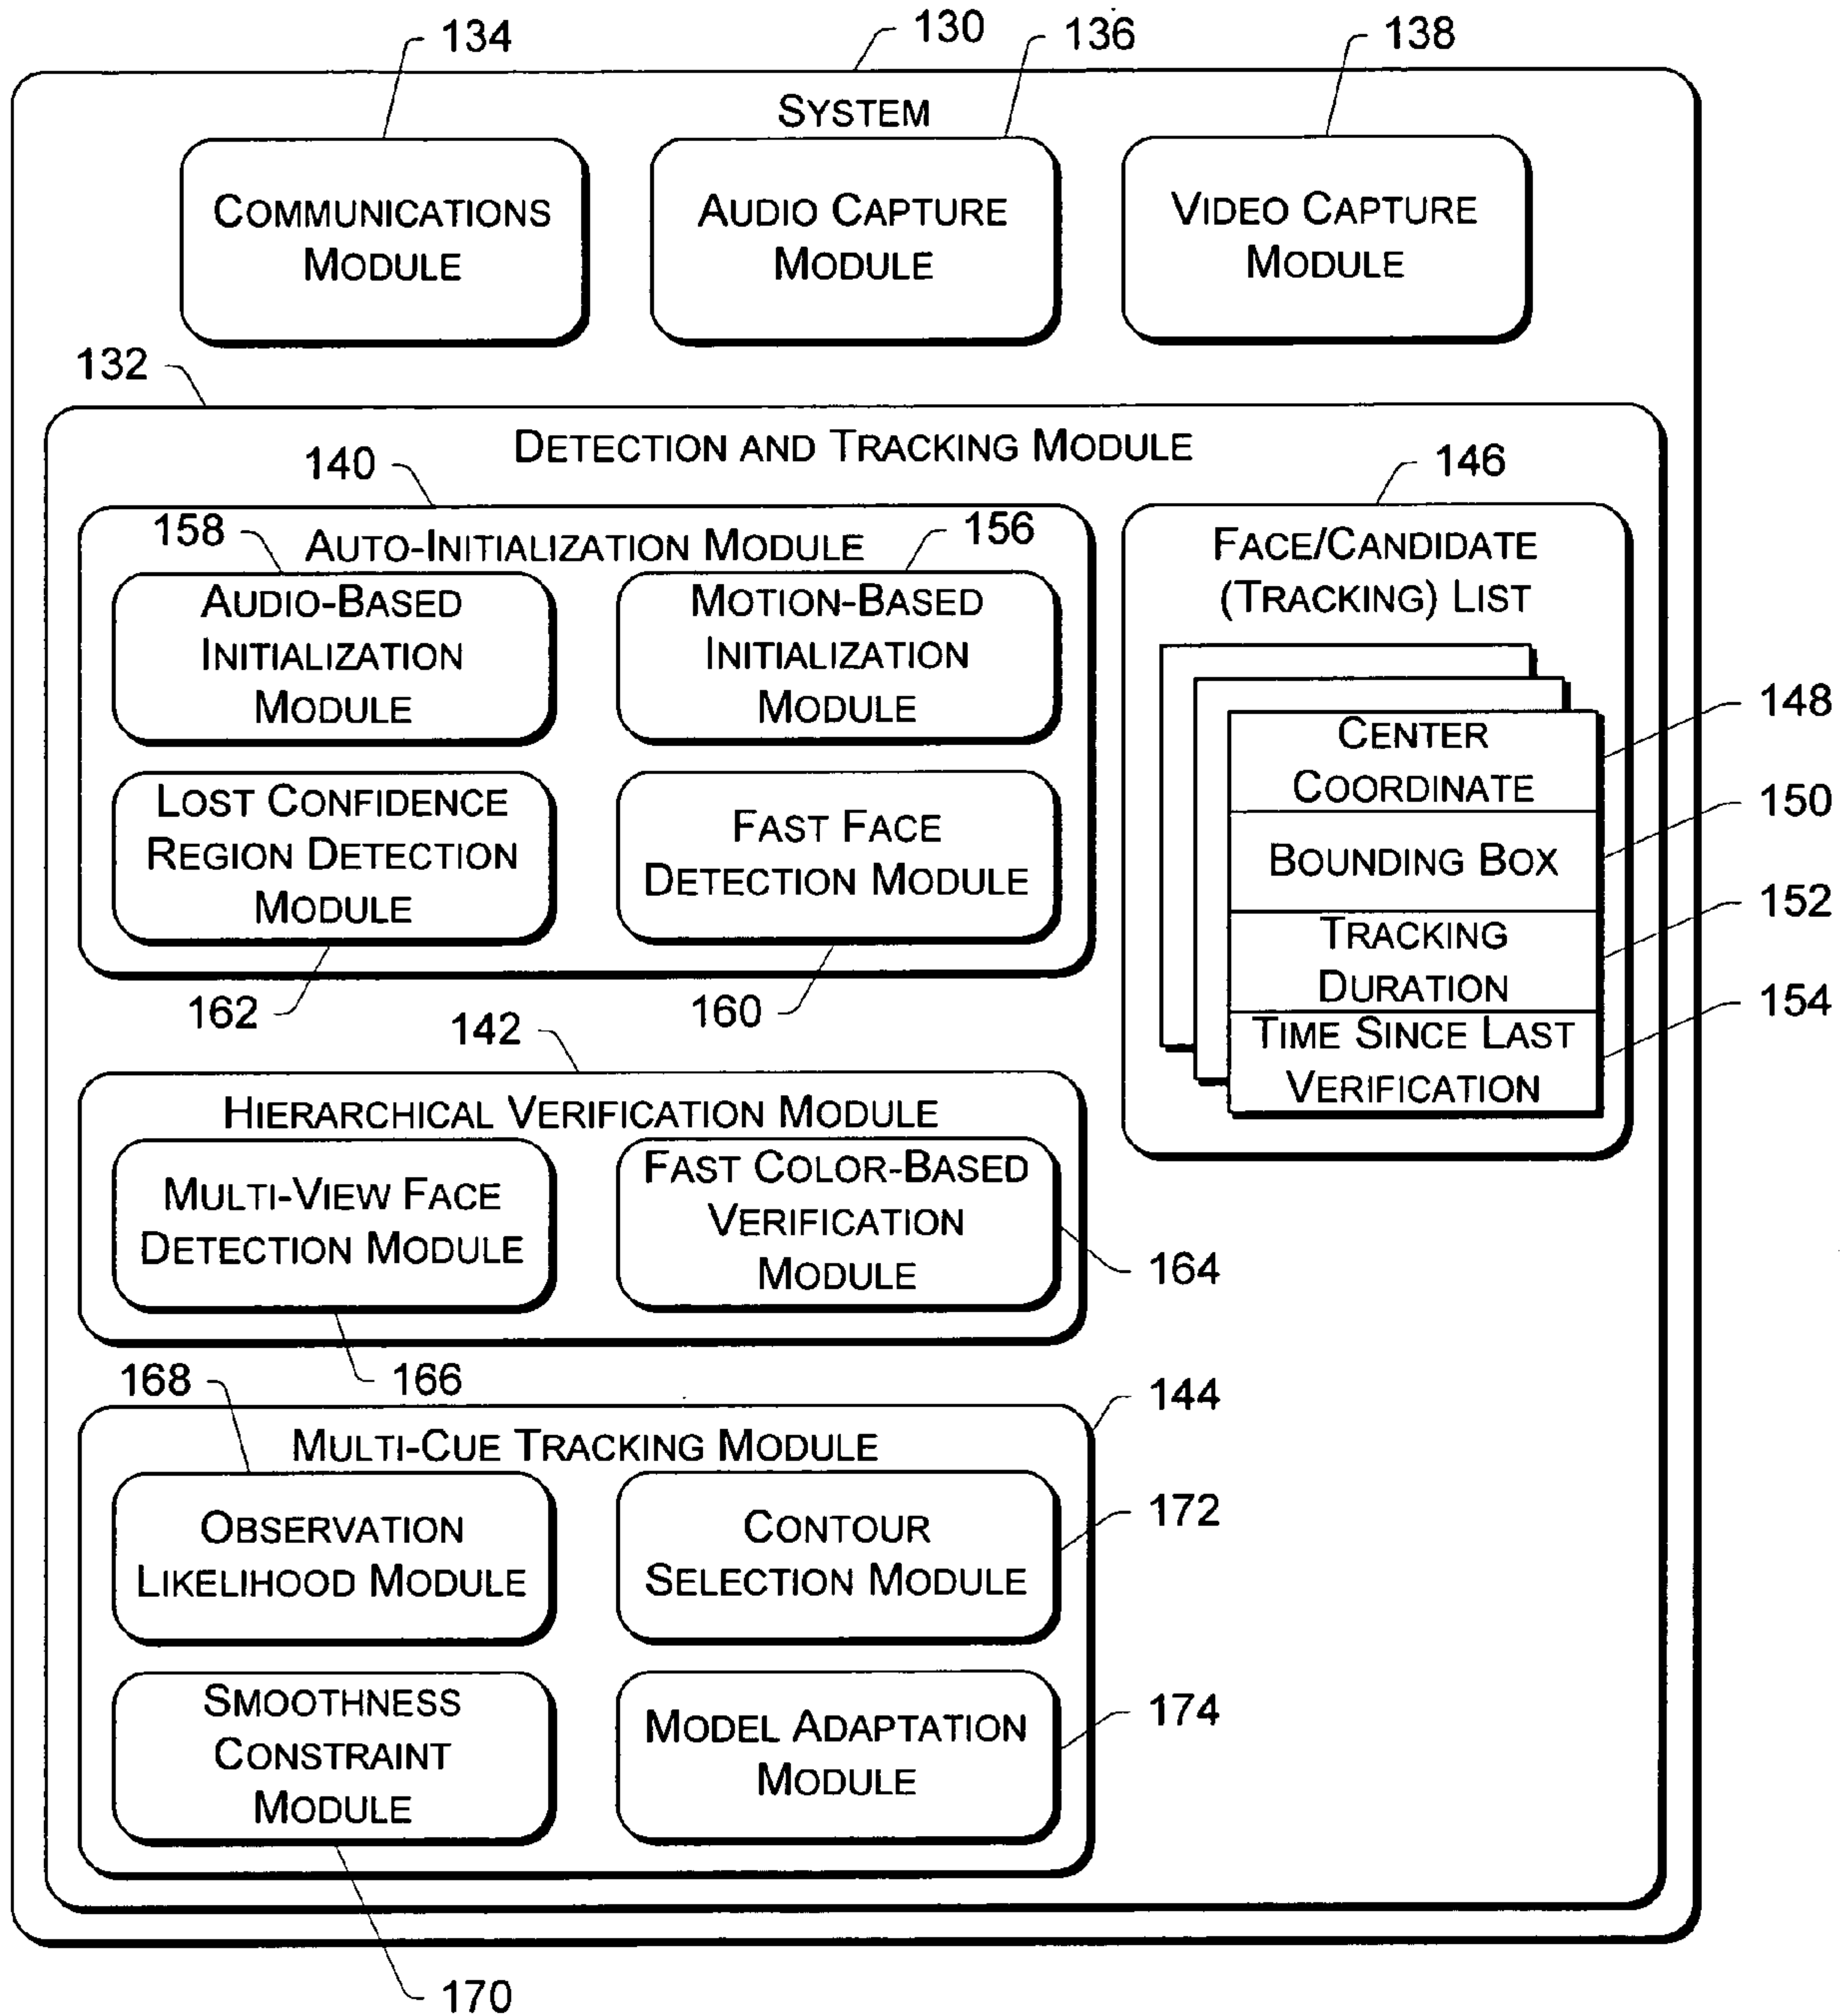 134
130
136
138
SYSTEM
COMMUNICATIONS
MODULE
AUDIO CAPTURE
MODULE
VIDEO CAPTURE
MODULE
132
DETECTION AND TRACKING MODULE
140
146
158
AUTO-INITIALIZATION MODULE
156
AUDIO-BASED
INITIALIZATION
MODULE
MOTION-BASED
INITIALIZATION
MODULE
LOST CONFIDENCE
REGION DETECTION
MODULE
FAST FACE
DETECTION MODULE
162
160
FACE/CANDIDATE
(TRACKING) LIST
CENTER
COORDINATE
148
BOUNDING BOX
150
TRACKING
DURATION
152
TIME SINCE LAST
VERIFICATION
154
142
HIERARCHICAL VERIFICATION MODULE
MULTI-VIEW FACE
DETECTION MODULE
FAST COLOR-BASED
VERIFICATION
MODULE
164
166
168
144
MULTI-CUE TRACKING MODULE
OBSERVATION
LIKELIHOOD MODULE
CONTOUR
SELECTION MODULE
172
SMOOTHNESS
CONSTRAINT
MODULE
MODEL ADAPTATION
MODULE
174
170